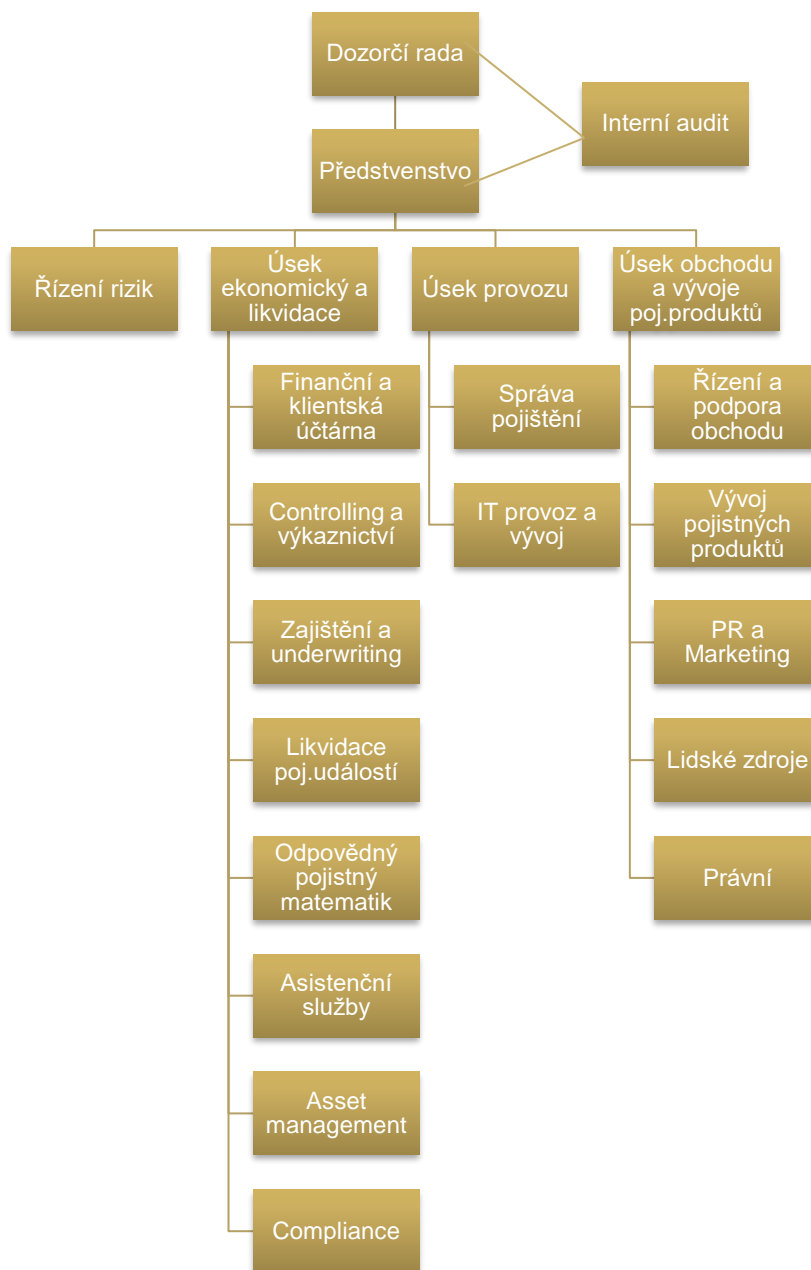 Dozorčí rada
Interní audit
Předstvenstvo
Řízení rizik
Úsek
ekonomický a
likvidace
Úsek provozu
Úsek obchodu
a vývoje
poj.produktů
Finanční a
klientská
účtárna
Controlling a
výkaznictví
Zajištění a
underwriting
Likvidace
poj.událostí
Odpovědný
pojistný
matematik
Asistenční
služby
Asset
management
Compliance
Správa
pojištění
IT provoz a
vývoj
Řízení a
podpora
obchodu
Vývoj
pojistných
produktů
PR a
Marketing
Lidské zdroje
Právní